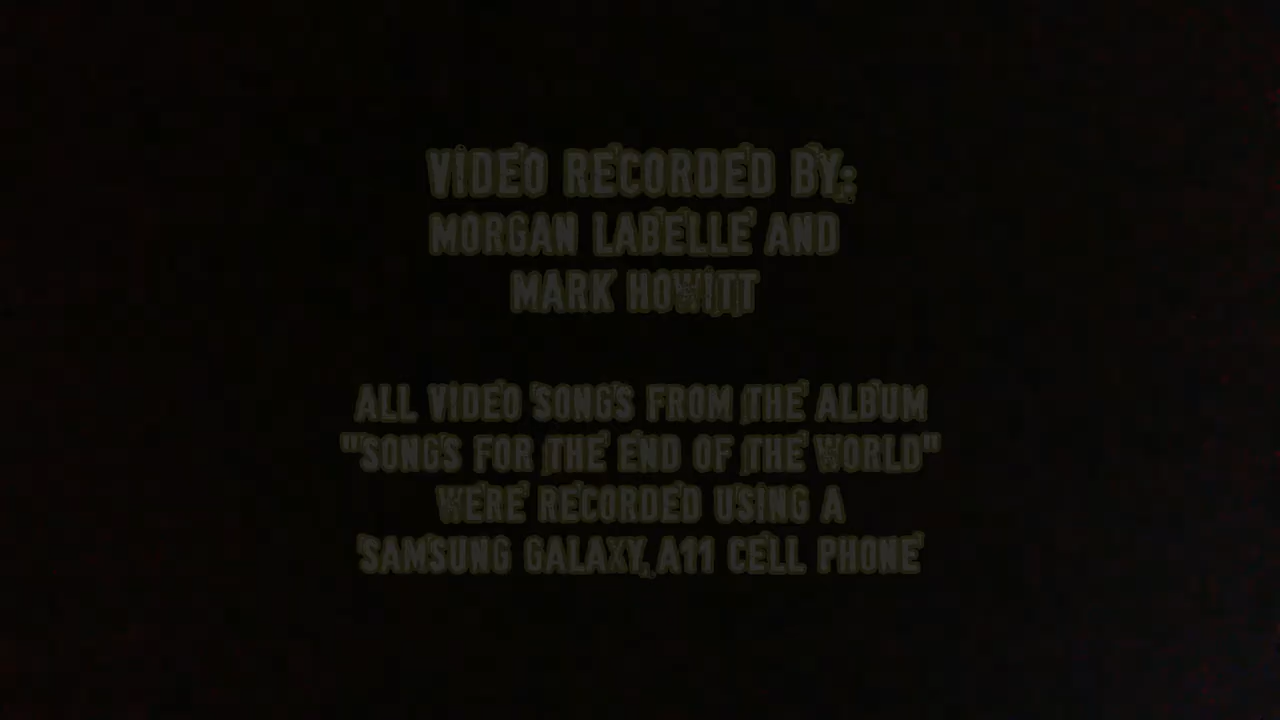 VIDEO RECORDED BY:
MORGAN LABELLE AND
MARK HOWITT
ALL VIDEO SONGS FROM THE ALBUM
"SONGS FOR THE END OF THE WORLD"
WERE RECORDED USING A
SAMSUNG GALAXY A11 CELL PHONE